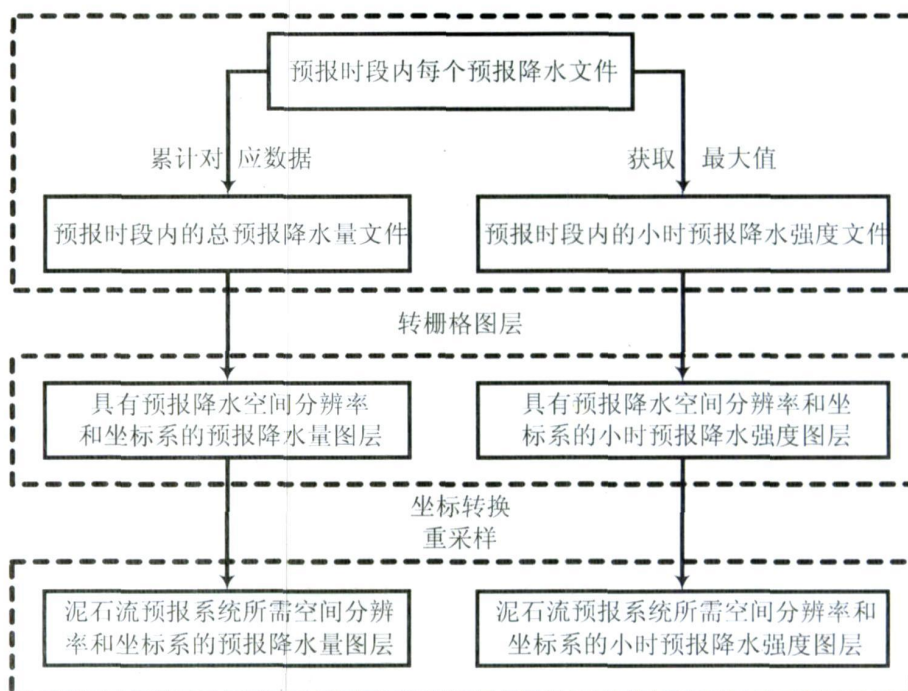 预报时段内每个预报降水文件
累计对 应数据
获取 最大值
预报时段内的总预报降水量文件
预报时段内的小时预报降水强度文件
转栅格图层
具有预报降水空间分辨率
和坐标系的预报降水量图层
具有预报降水空间分辨率和坐
标系的小时预报降水强度图层
坐标转换
重采样
泥石流预报系统所需空间分辨
率和坐标系的预报降水量图层
泥石流预报系统所需空间分辨率和
坐标系的小时预报降水强度图层